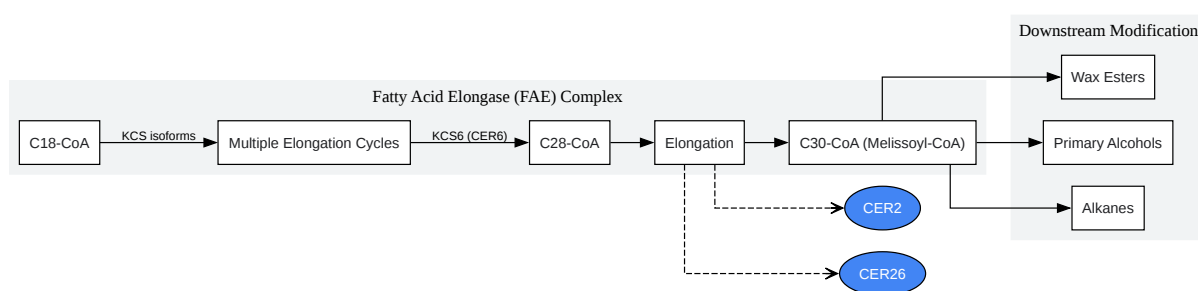 Downstream Modification
Wax Esters
Fatty Acid Elongase (FAE) Complex
C18-CoA
KCS isoforms
Multiple Elongation Cycles
KCS6 (CER6)
C28-CoA
Elongation
C30-CoA (Melissoyl-CoA)
Primary Alcohols
CER2
Alkanes
CER26